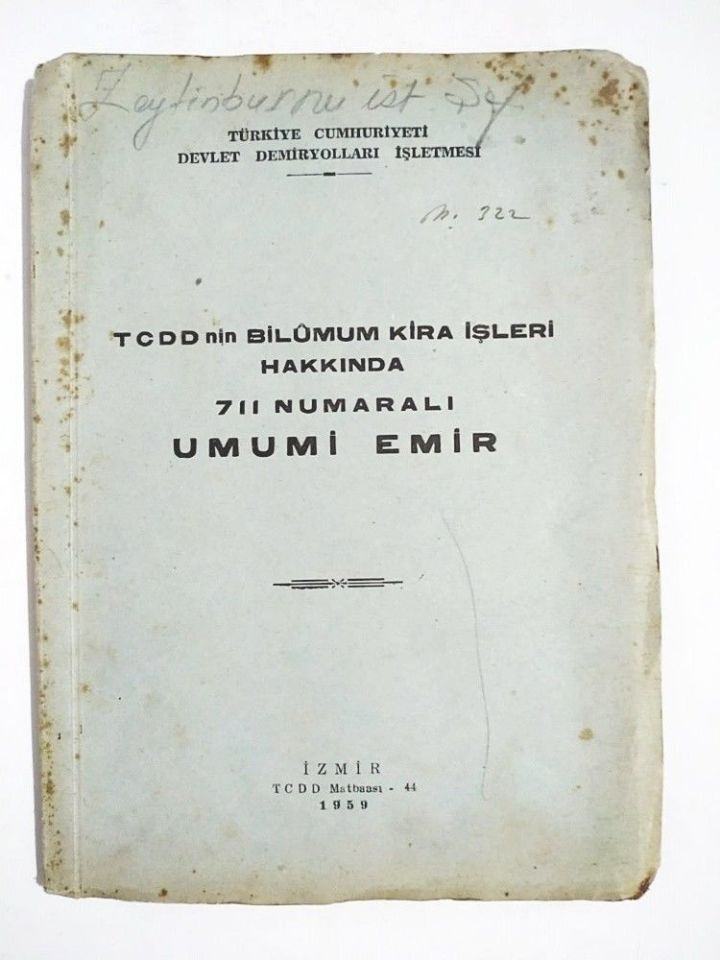 Zeytinburnu ist Şef
TÜRKİYE CUMHURİYETİ
DEVLET DEMİRYOLLARI İŞLETMESİ
N. 322
TCDD nin BİLÛMUM KİRA İŞLERİ
HAKKINDA
711 NUMARALI
UMUMİ EMİR
İZMİR
TCDD Matbaası - 44
1959